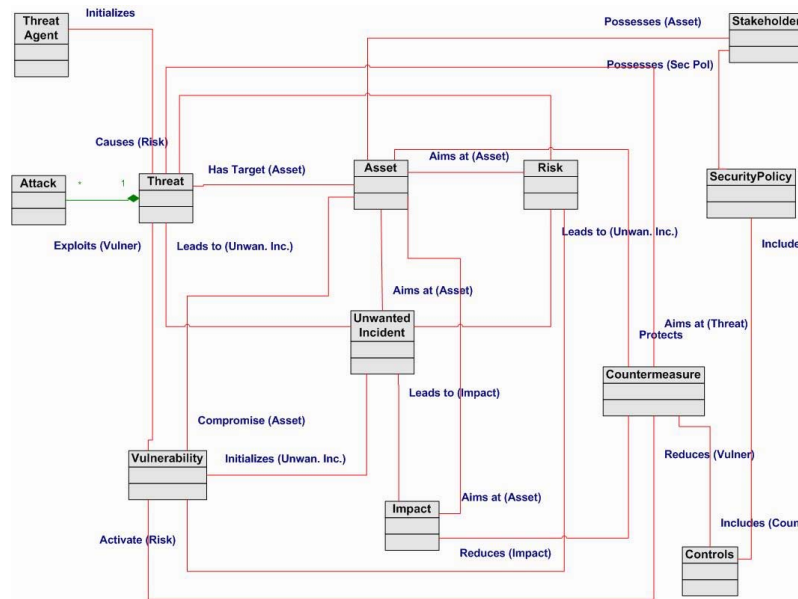 Initializes
Threat
Agent
Possesses (Asset)
Stakeholder
Possesses (Sec Pol)
Causes (Risk)
Has Target (Asset)
Asset
Aims at (Asset)
Risk
SecurityPolicy
Attack
*
1
Threat
Exploits (Vulner)
Leads to (Unwan. Inc.)
Leads to (Unwan. Inc.)
Include
Aims at (Asset)
Unwanted
Incident
Aims at (Threat)
Protects
Countermeasure
Leads to (Impact)
Compromise (Asset)
Vulnerability
Initializes (Unwan. Inc.)
Reduces (Vulner)
Impact
Aims at (Asset)
Includes (Coun
Activate (Risk)
Reduces (Impact)
Controls